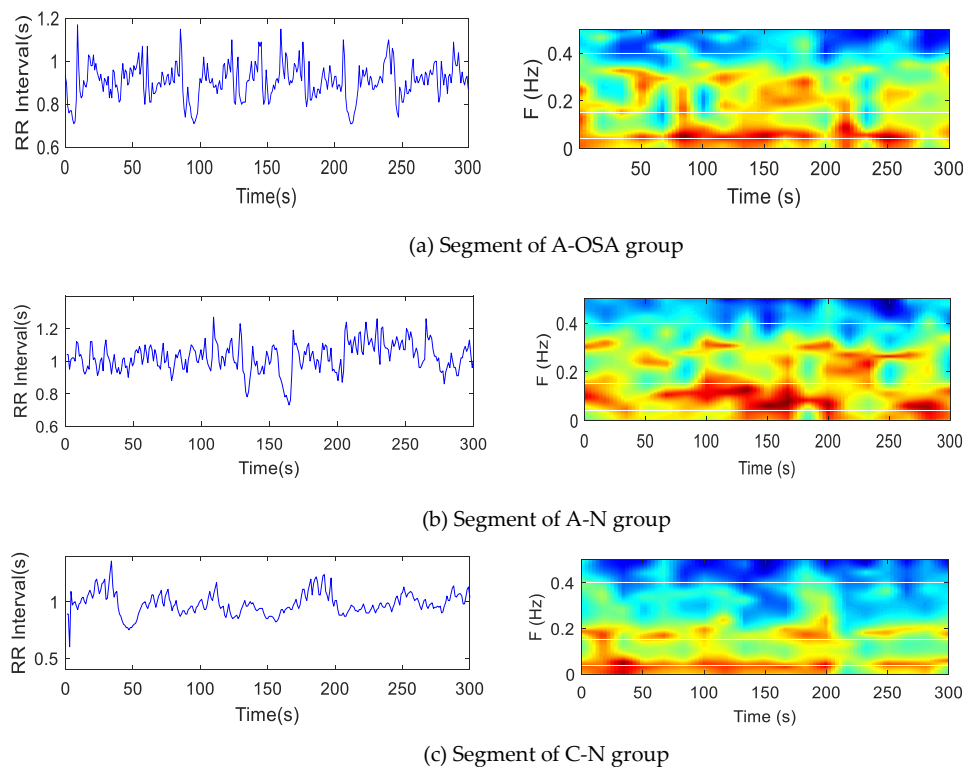 1.2
1
0.8
0.6
RR Interval(s)
0 50 100 150 200 250 300
Time(s)
0.4
0.2
0
F (Hz)
50 100 150 200 250 300
Time (s)
(a) Segment of A-OSA group
1.2
1
0.8
0.6
RR Interval(s)
0 50 100 150 200 250 300
Time(s)
0.4
0.2
0
F (Hz)
0 50 100 150 200 250 300
Time (s)
(b) Segment of A-N group
1
0.5
RR Interval(s)
0 50 100 150 200 250 300
Time(s)
0.4
0.2
0
F (Hz)
0 50 100 150 200 250 300
Time (s)
(c) Segment of C-N group